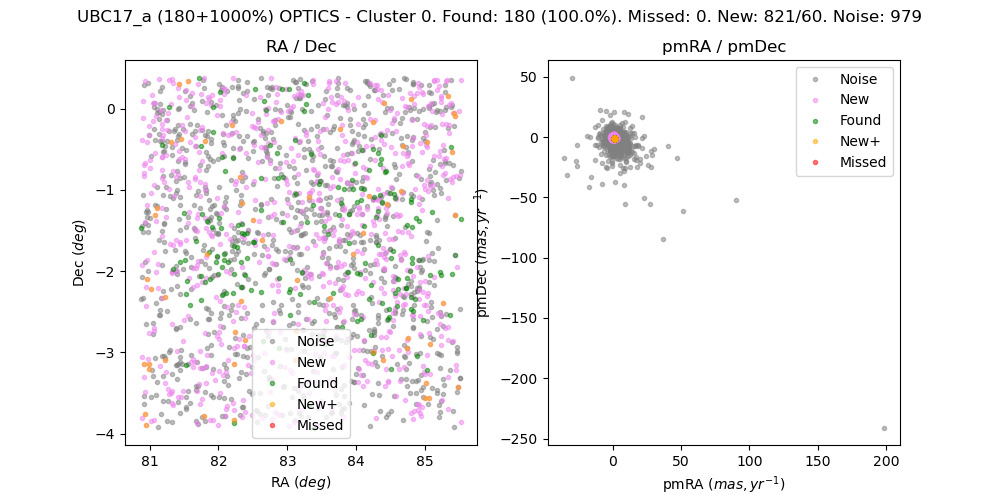 UBC17_a (180+1000%) OPTICS - Cluster 0. Found: 180 (100.0%). Missed: 0. New: 821/60. Noise: 979
RA / Dec
0
−1
−2
−3
−4
Dec (deg)
81
82
83
84
85
RA (deg)
Noise
New
Found
New+
Missed
pmRA / pmDec
50
0
−50
−100
−150
−200
−250
pmDec (mas, yr⁻¹)
0
50
100
150
200
pmRA (mas, yr⁻¹)
Noise
New
Found
New+
Missed